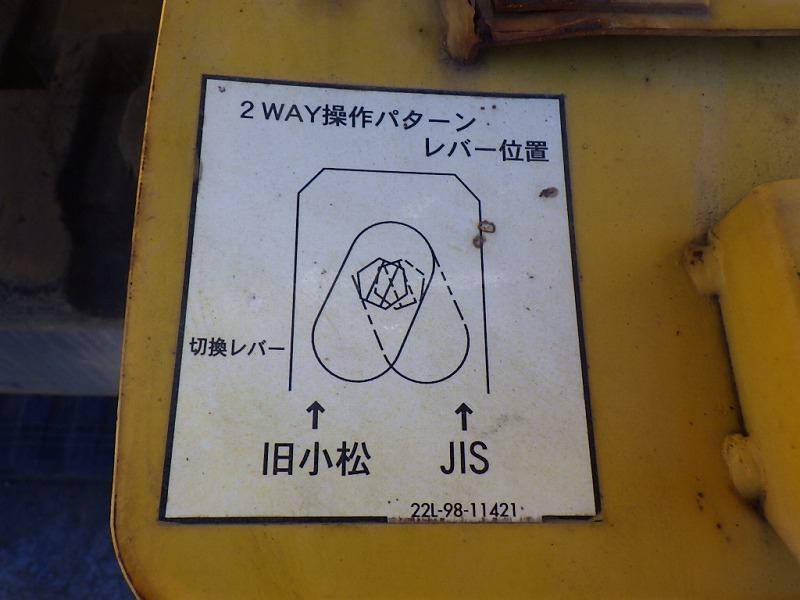 2WAY操作パターン
レバー位置
切換レバー
旧小松
JIS
22L-98-11421